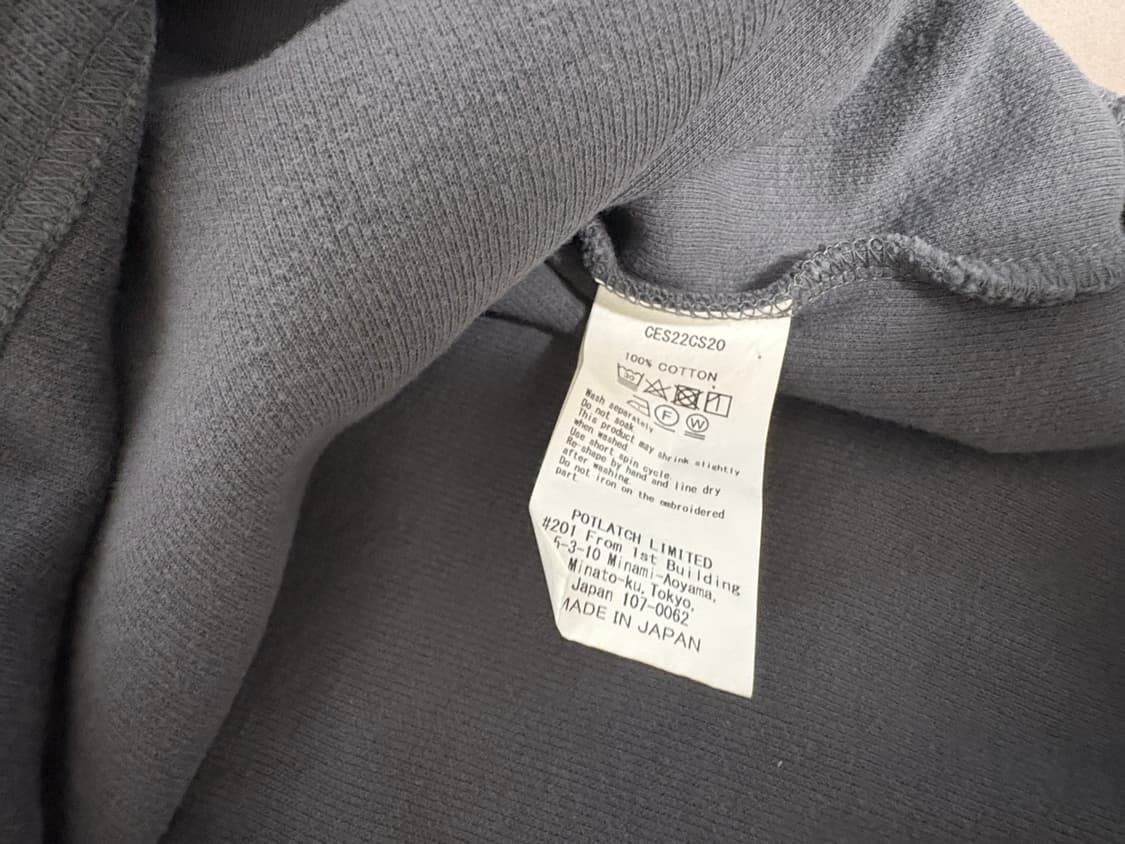 CES22CS20
100% COTTON
30
F W
Wash separately
Do not soak
This product may shrink slightly
when washed.
Use short spin cycle.
Re-shape by hand and line dry
after washing.
Do not iron on the embroidered
part.
POTLATCH LIMITED
#201 From 1st Building
5-3-10 Minami-Aoyama,
Minato-ku, Tokyo,
Japan 107-0062
MADE IN JAPAN